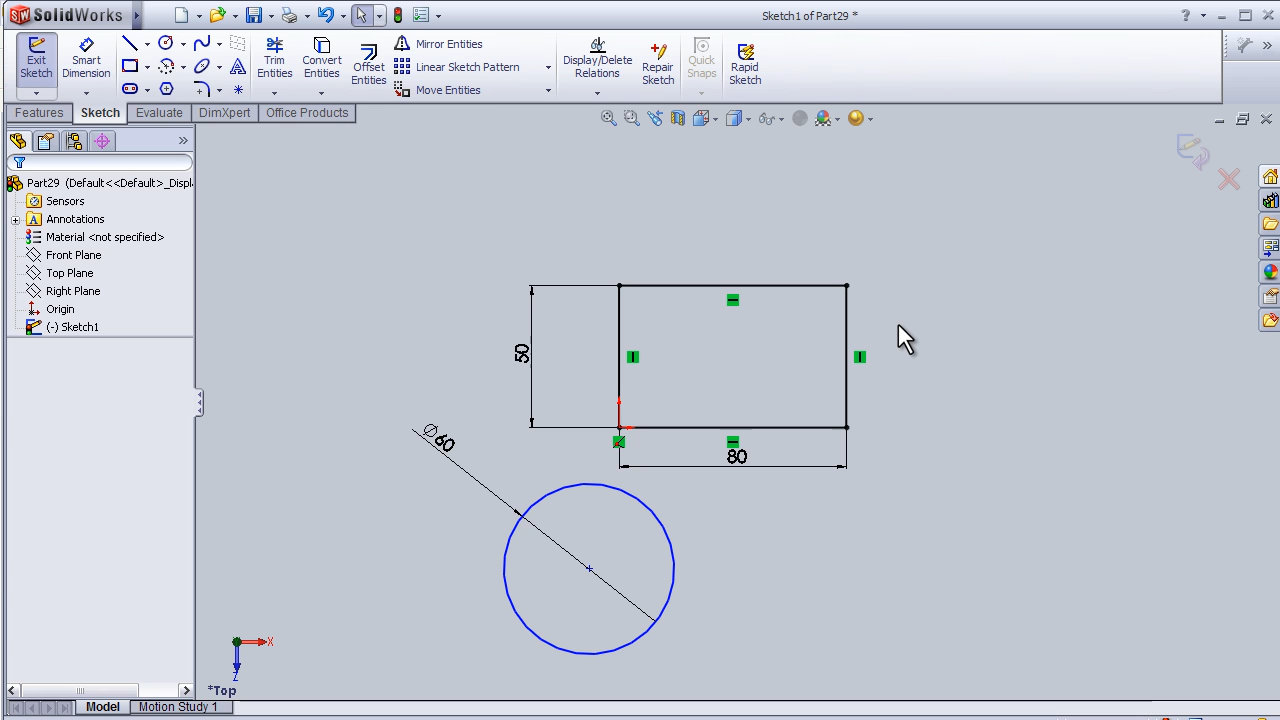 SolidWorks
Sketch1 of Part29 *
Exit Sketch
Smart Dimension
Trim Entities
Convert Entities
Offset Entities
Mirror Entities
Linear Sketch Pattern
Move Entities
Display/Delete Relations
Repair Sketch
Quick Snaps
Rapid Sketch
Features
Sketch
Evaluate
DimXpert
Office Products
Part29 (Default<<Default>_Displ
Sensors
Annotations
Material <not specified>
Front Plane
Top Plane
Right Plane
Origin
(-) Sketch1
50
80
Ø60
X
Z
*Top
Model
Motion Study 1